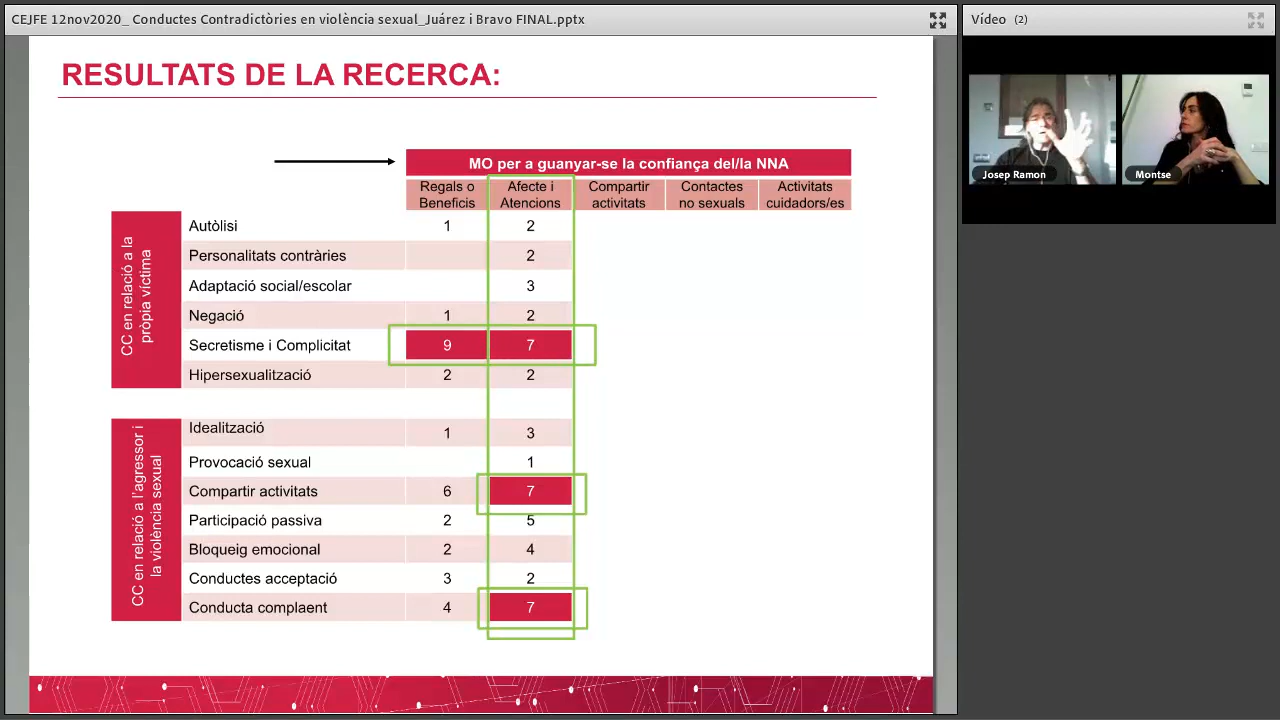 CEJFE 12nov2020_ Conductes Contradictòries en violència sexual_Juárez i Bravo FINAL.pptx
Vídeo (2)
RESULTATS DE LA RECERCA:
Josep Ramon
Montse
MO per a guanyar-se la confiança del/la NNA
Regals o Beneficis
Afecte i Atencions
Compartir activitats
Contactes no sexuals
Activitats cuidadors/es
CC en relació a la pròpia víctima
Autòlisi 1 2
Personalitats contràries 2
Adaptació social/escolar 3
Negació 1 2
Secretisme i Complicitat 9 7
Hipersexualització 2 2
CC en relació a l'agressor i la violència sexual
Idealització 1 3
Provocació sexual 1
Compartir activitats 6 7
Participació passiva 2 5
Bloqueig emocional 2 4
Conductes acceptació 3 2
Conducta complaent 4 7